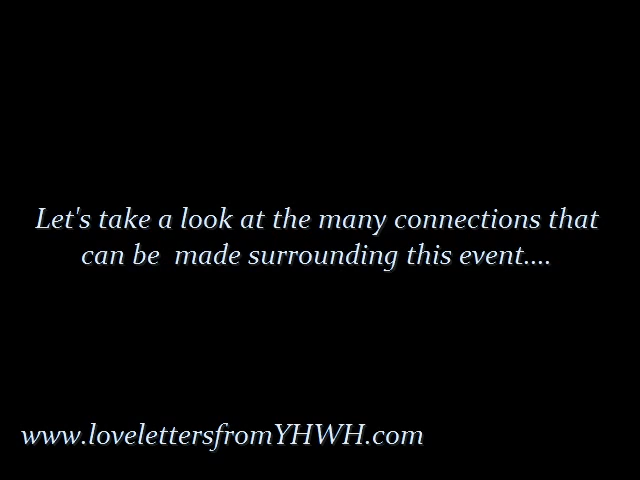 Let's take a look at the many connections that
can be  made surrounding this event....
www.lovelettersfromYHWH.com